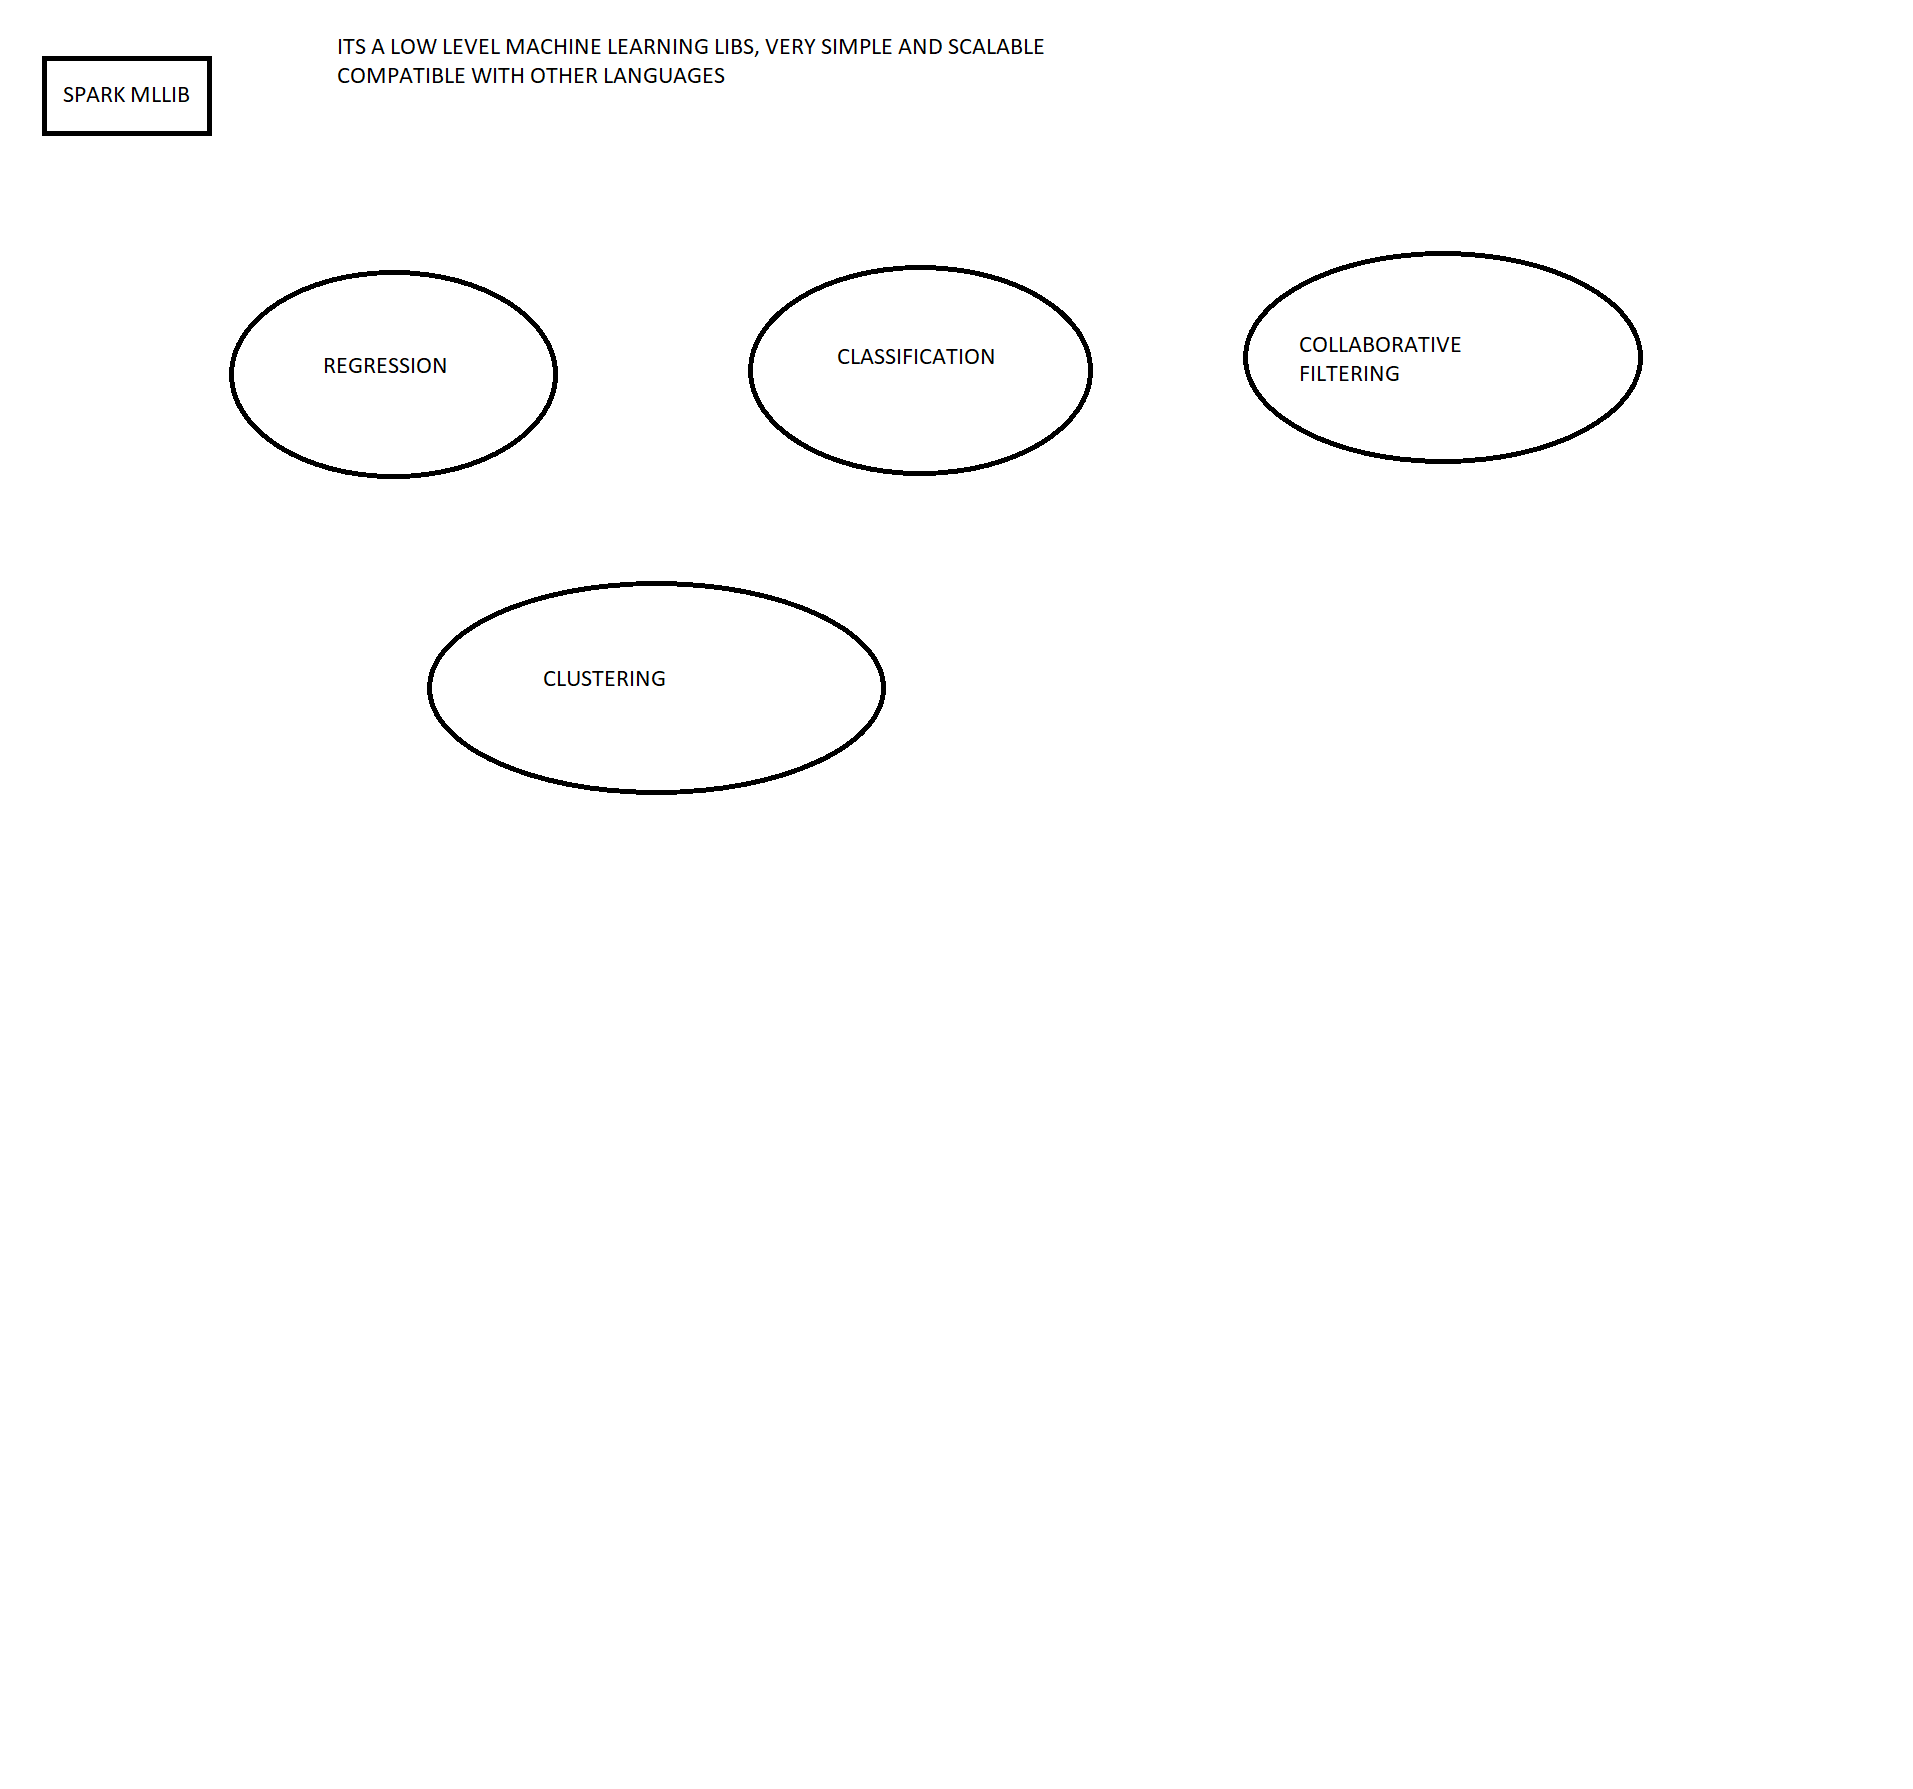 ITS A LOW LEVEL MACHINE LEARNING LIBS, VERY SIMPLE AND SCALABLE
COMPATIBLE WITH OTHER LANGUAGES
SPARK MLLIB
REGRESSION
CLASSIFICATION
COLLABORATIVE
FILTERING
CLUSTERING